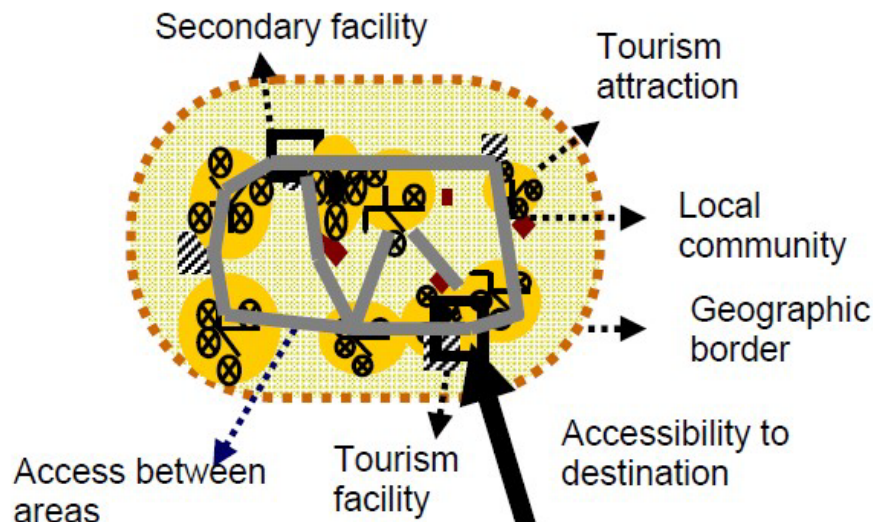 Secondary facility
Tourism
attraction
Local
community
Geographic
border
Accessibility to
destination
Tourism
facility
Access between
areas